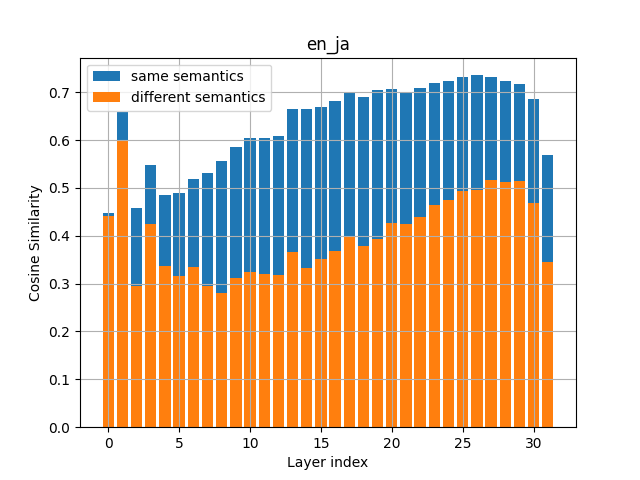 en_ja
same semantics
different semantics
Cosine Similarity
0.7
0.6
0.5
0.4
0.3
0.2
0.1
0.0
0 5 10 15 20 25 30
Layer index